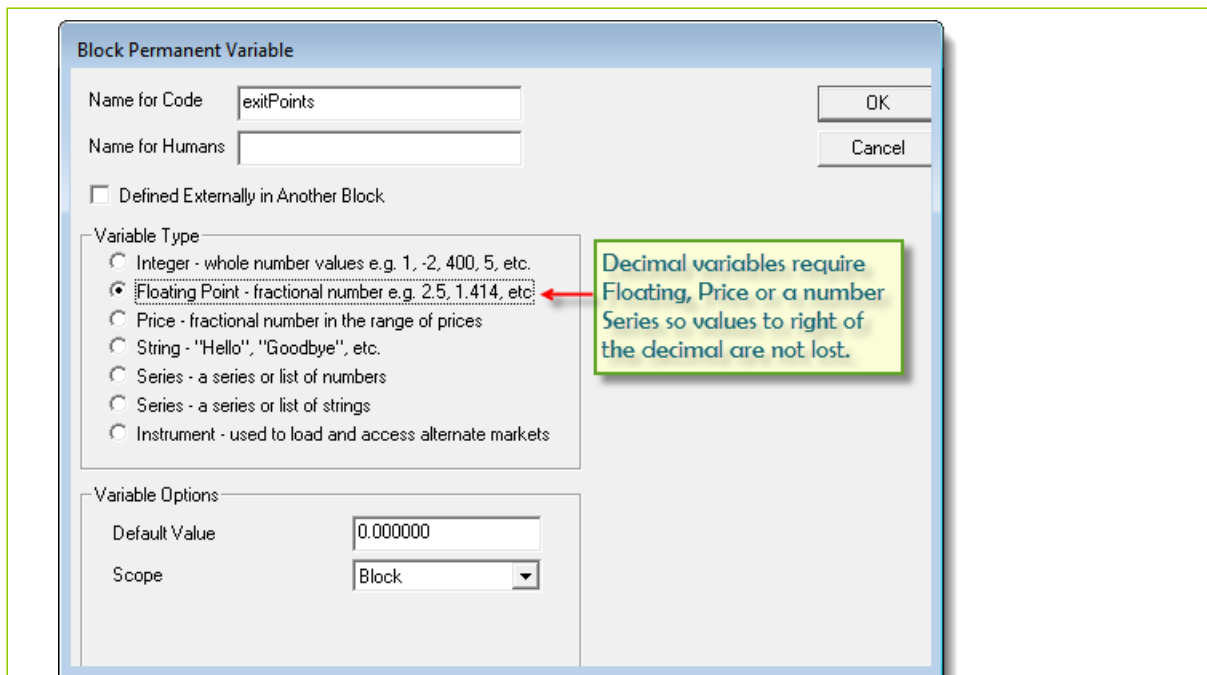 Block Permanent Variable
Name for Code exitPoints OK
Name for Humans Cancel
Defined Externally in Another Block
Variable Type
Integer - whole number values e.g. 1, -2, 400, 5, etc.
Floating Point - fractional number e.g. 2.5, 1.414, etc
Price - fractional number in the range of prices
String - "Hello", "Goodbye", etc.
Series - a series or list of numbers
Series - a series or list of strings
Instrument - used to load and access alternate markets
Decimal variables require
Floating, Price or a number
Series so values to right of
the decimal are not lost.
Variable Options
Default Value 0.000000
Scope Block